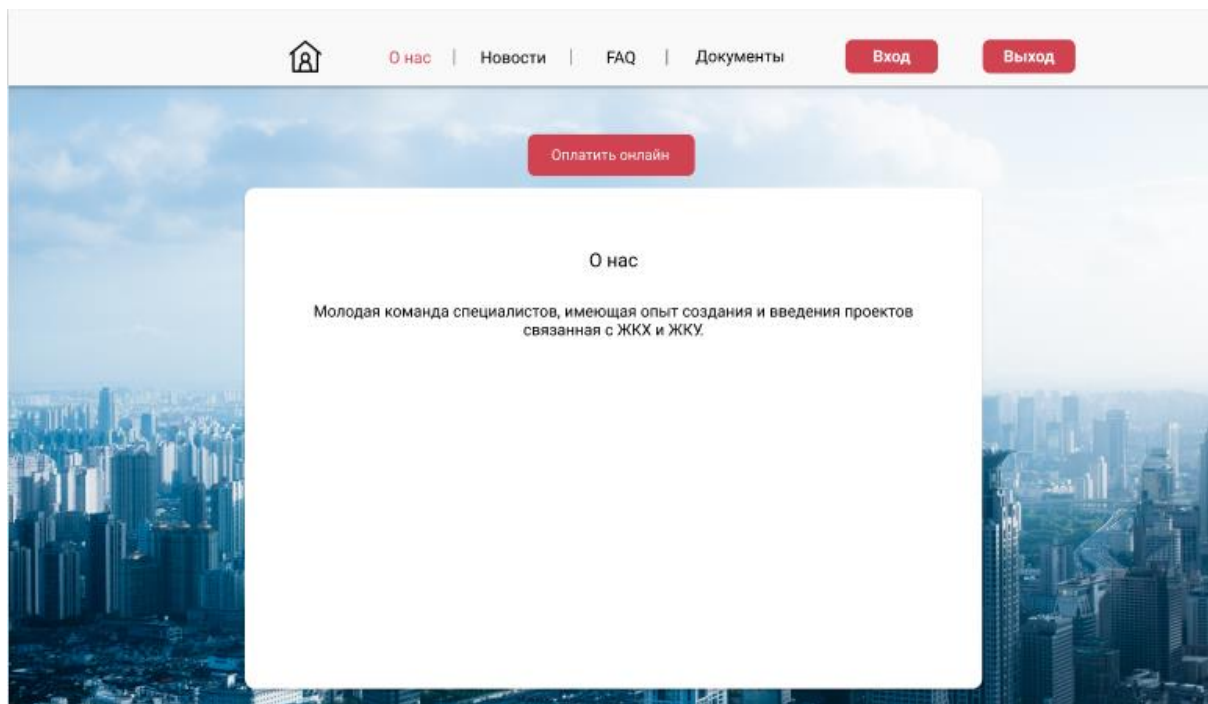 О нас | Новости | FAQ | Документы Вход Выход
Оплатить онлайн
О нас
Молодая команда специалистов, имеющая опыт создания и введения проектов
связанная с ЖКХ и ЖКУ.